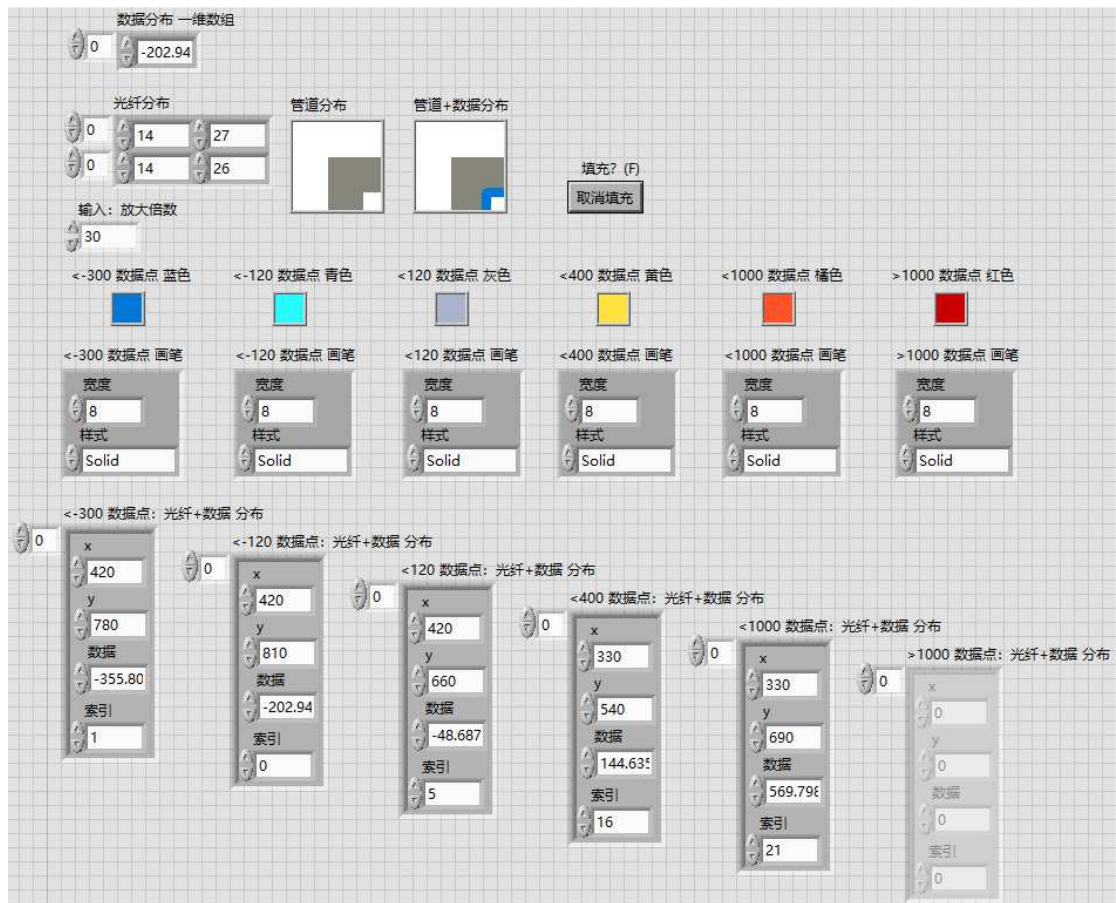 数据分布 一维数组
0 -202.94
光纤分布 管道分布 管道+数据分布
0 14 27
0 14 26
填充? (F)
取消填充
输入: 放大倍数
30
<-300 数据点 蓝色 <-120 数据点 青色 <120 数据点 灰色 <400 数据点 黄色 <1000 数据点 橘色 >1000 数据点 红色
<-300 数据点 画笔 <-120 数据点 画笔 <120 数据点 画笔 <400 数据点 画笔 <1000 数据点 画笔 >1000 数据点 画笔
宽度 宽度 宽度 宽度 宽度 宽度
8 8 8 8 8 8
样式 样式 样式 样式 样式 样式
Solid Solid Solid Solid Solid Solid
<-300 数据点: 光纤+数据 分布
0
x
420
y
780
数据
-355.80
索引
1
<-120 数据点: 光纤+数据 分布
0
x
420
y
810
数据
-202.94
索引
0
<120 数据点: 光纤+数据 分布
0
x
420
y
660
数据
-48.687
索引
5
<400 数据点: 光纤+数据 分布
0
x
330
y
540
数据
144.635
索引
16
<1000 数据点: 光纤+数据 分布
0
x
330
y
690
数据
569.798
索引
21
>1000 数据点: 光纤+数据 分布
0
x
0
y
0
数据
0
索引
0